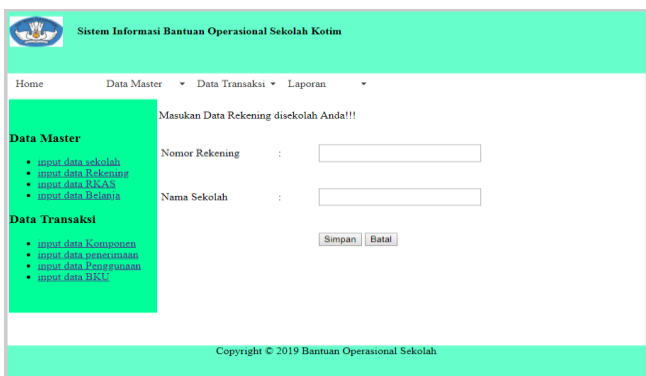 Sistem Informasi Bantuan Operasional Sekolah Kotim
Home Data Master Data Transaksi Laporan
Masukan Data Rekening disekolah Anda!!!
Data Master
input data sekolah
input data Rekening
input data RKAS
input data Belanja
Data Transaksi
input data Komponen
input data penerimaan
input data Penggunaan
input data BKU
Nomor Rekening :
Nama Sekolah :
Simpan Batal
Copyright © 2019 Bantuan Operasional Sekolah